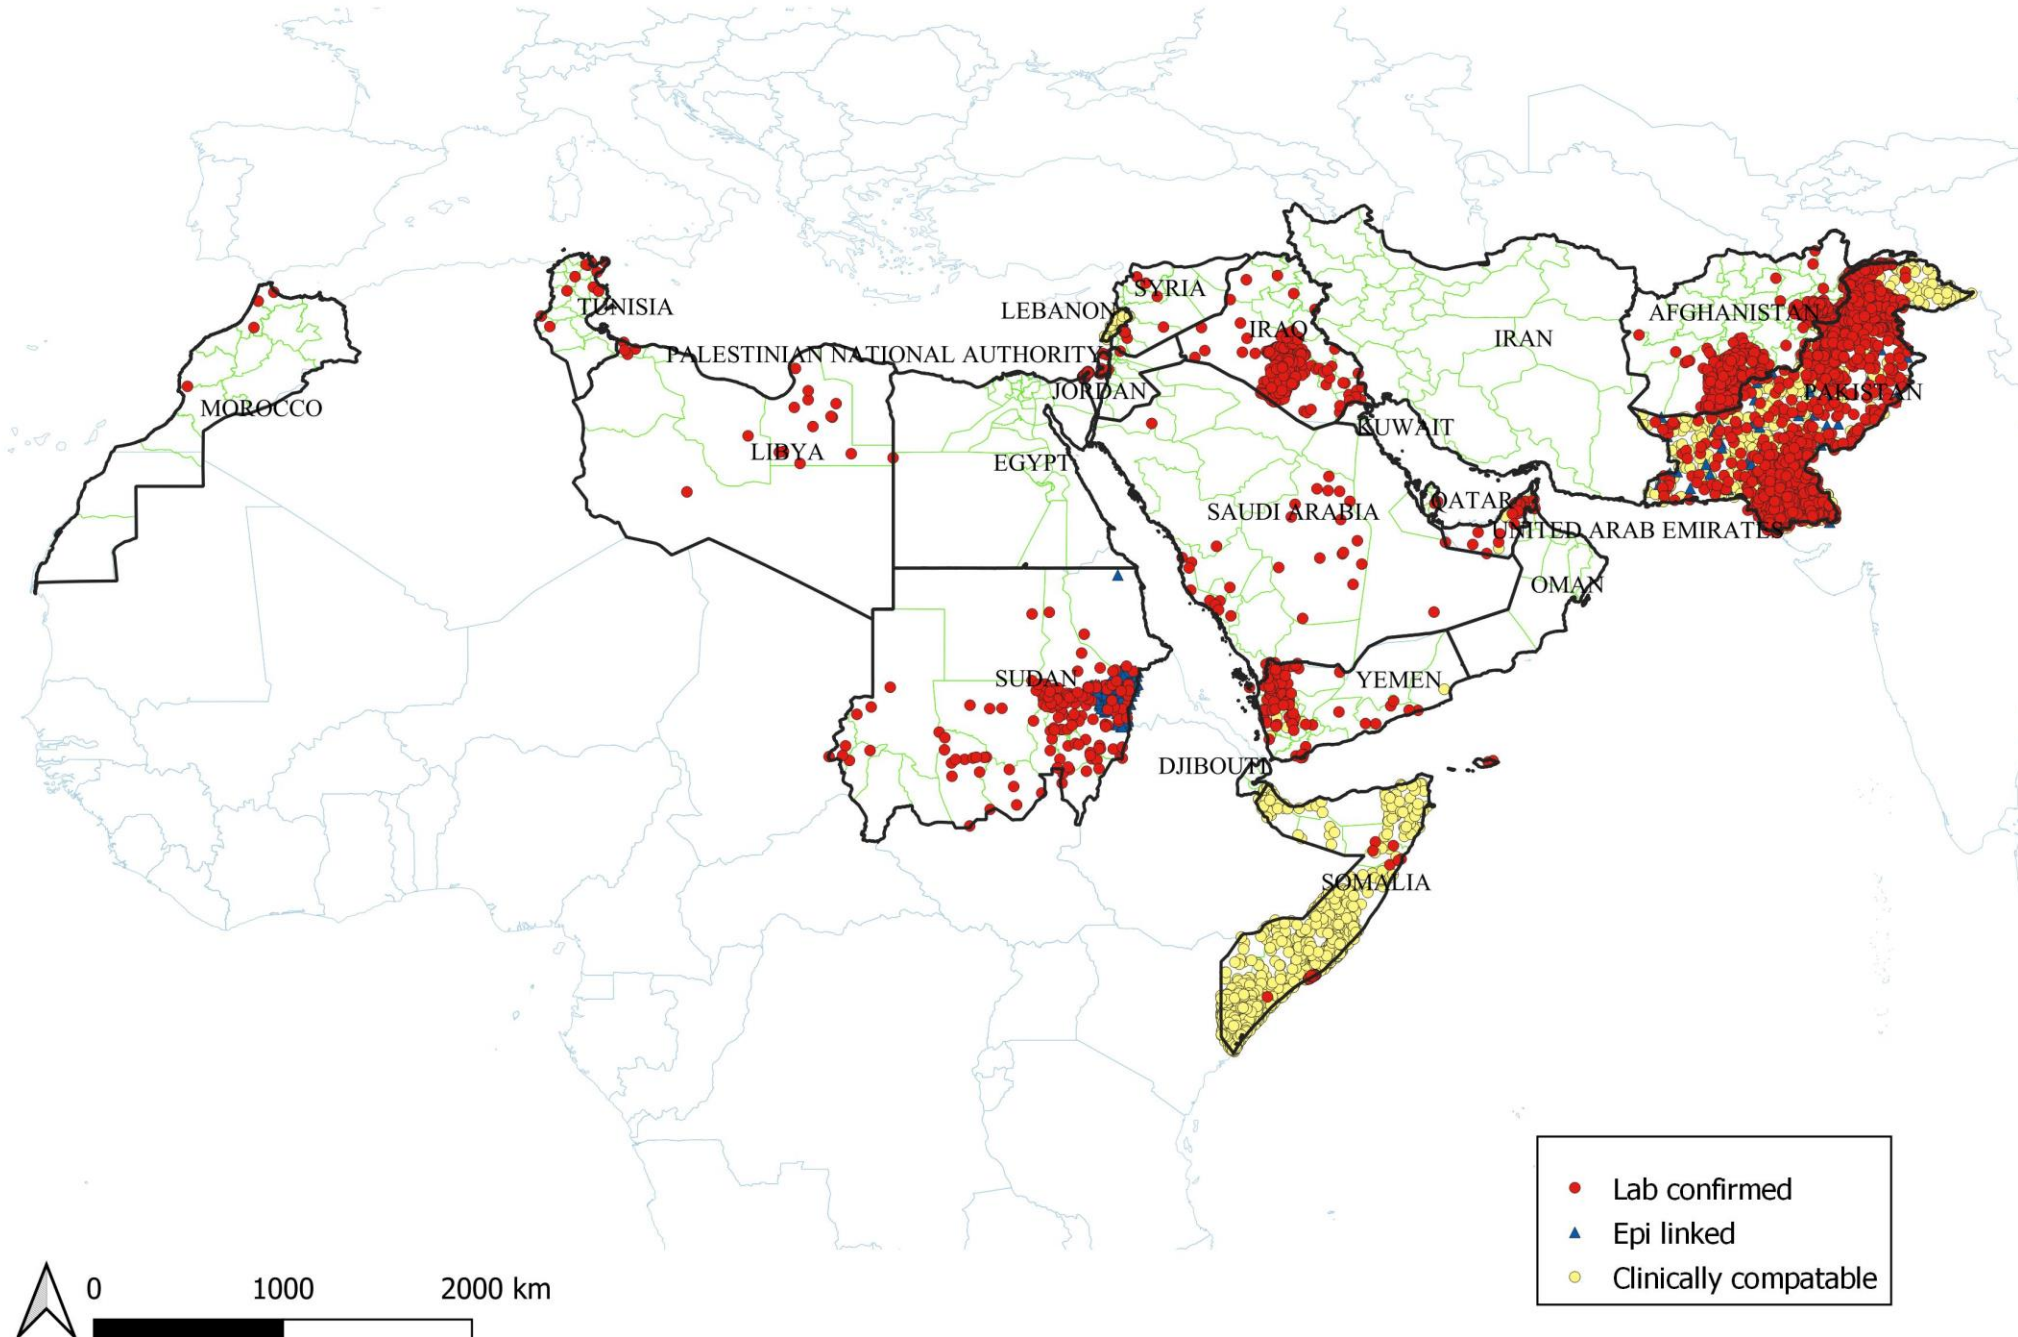 SYRIA
LEBANON
TUNISIA
AFGHANISTAN
IRAQ
IRAN
PALESTINIAN NATIONAL AUTHORITY
JORDAN
PAKISTAN
MOROCCO
KUWAIT
LIBYA
EGYPT
QATAR
SAUDI ARABIA
UNITED ARAB EMIRATES
OMAN
SUDAN
YEMEN
DJIBOUTI
SOMALIA
Lab confirmed
Epi linked
Clinically compatable
0 1000 2000 km